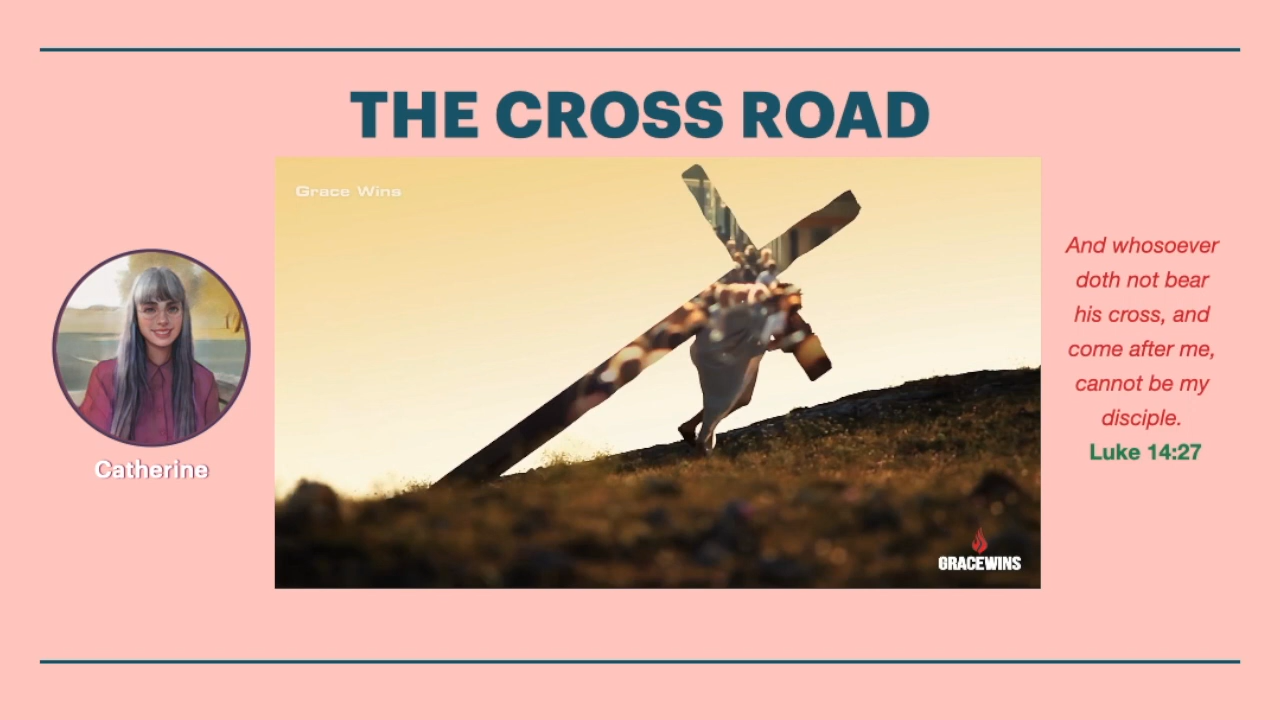 THE CROSS ROAD
Grace Wins
And whosoever
doth not bear
his cross, and
come after me,
cannot be my
disciple.
Luke 14:27
Catherine
GRACEWINS